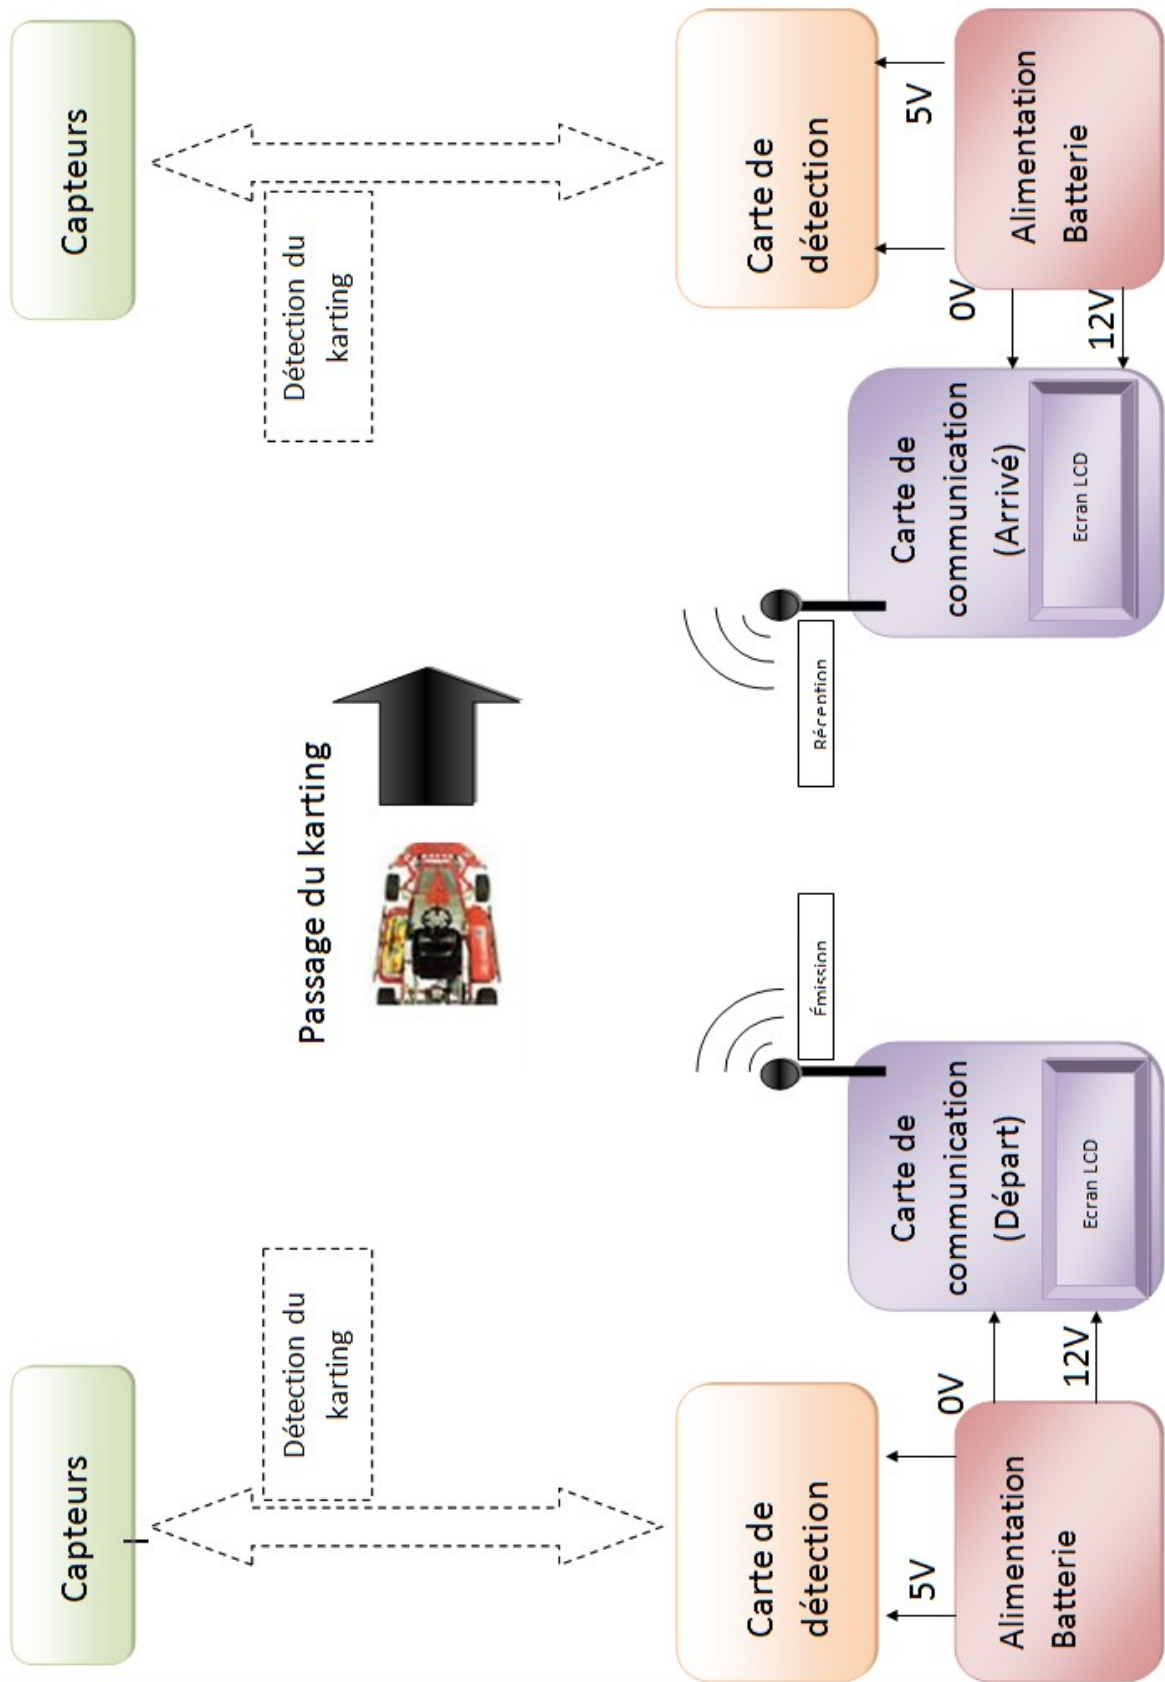 Capteurs
Détection du
karting
Carte de
détection
5V
Alimentation
Batterie
0V
12V
Carte de
communication
(Départ)
Ecran LCD
Émission
Passage du karting
Réception
Carte de
communication
(Arrivé)
Ecran LCD
0V
12V
Capteurs
Détection du
karting
Carte de
détection
5V
Alimentation
Batterie